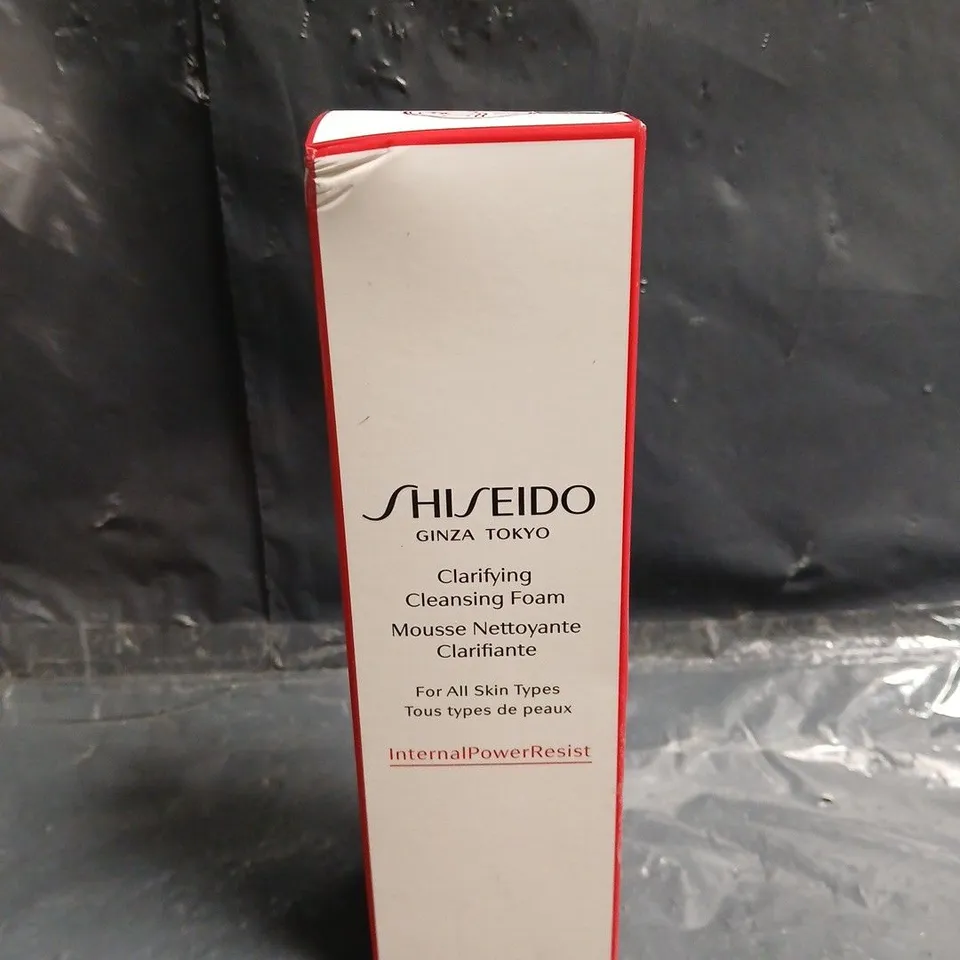 SHISEIDO
GINZA TOKYO
Clarifying
Cleansing Foam
Mousse Nettoyante
Clarifiante
For All Skin Types
Tous types de peaux
InternalPowerResist